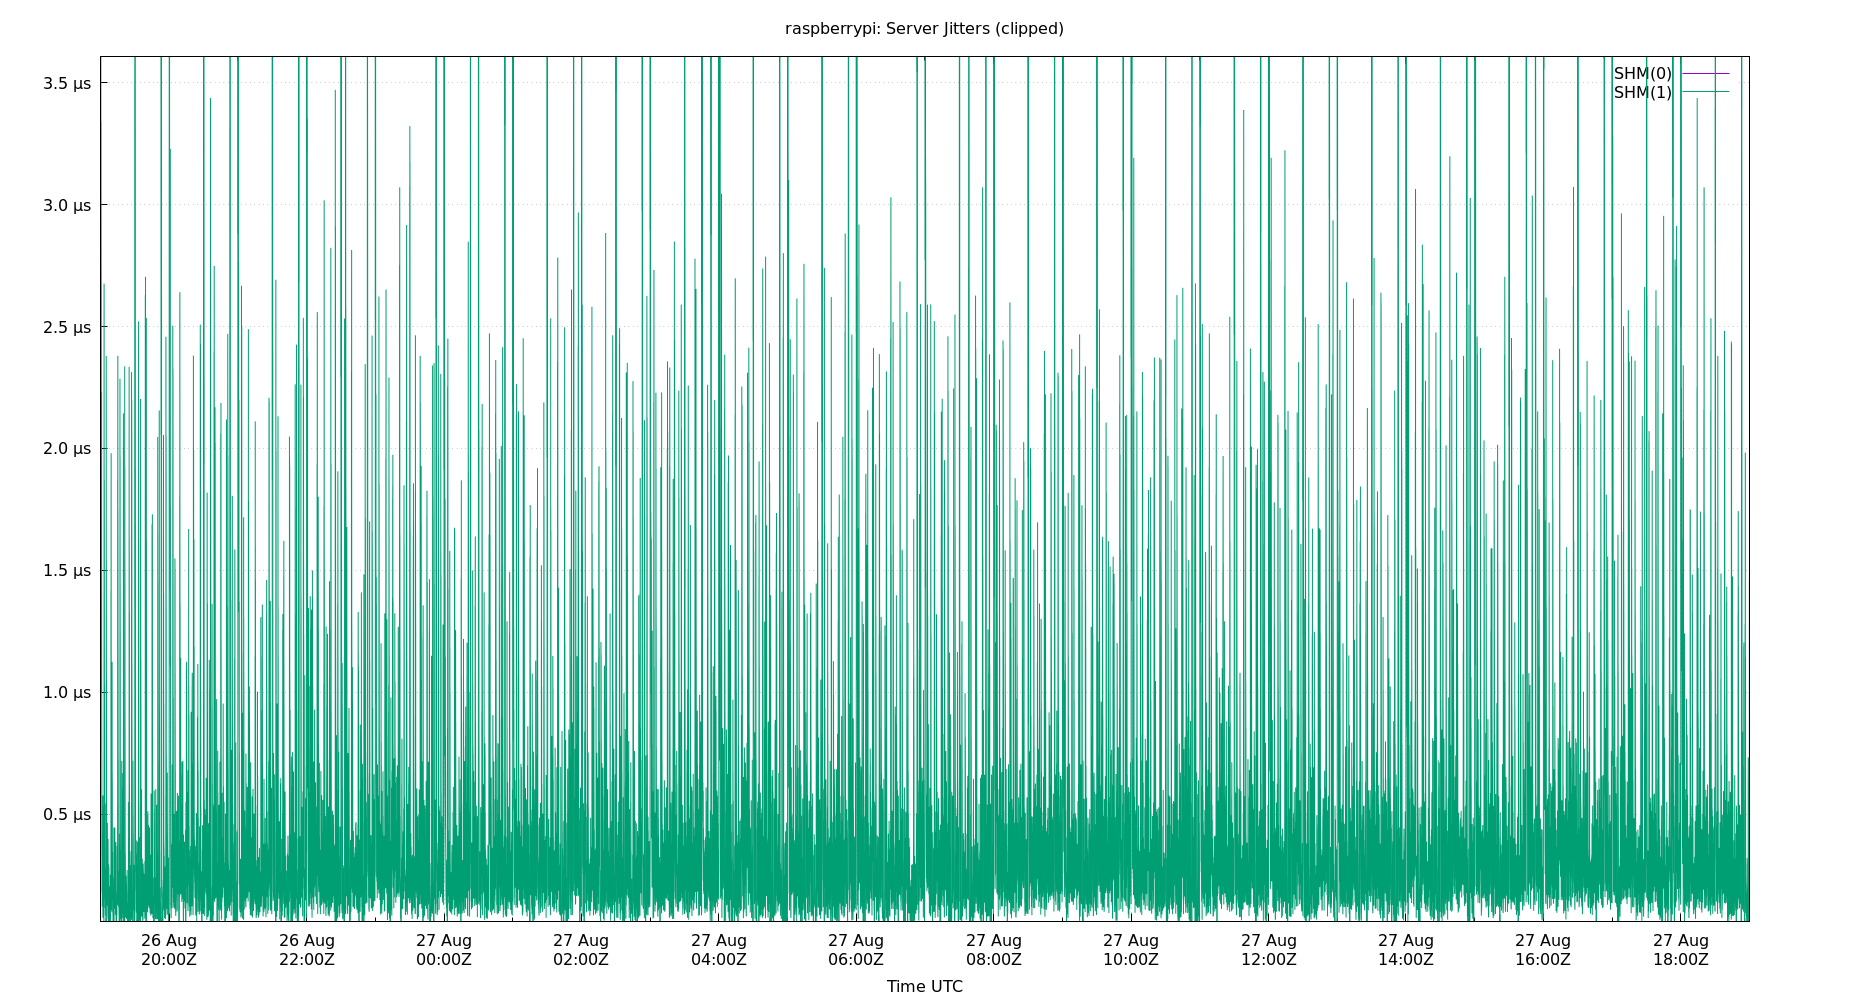 raspberrypi: Server Jitters (clipped)
3.5 µs
3.0 µs
2.5 µs
2.0 µs
1.5 µs
1.0 µs
0.5 µs
SHM(0)
SHM(1)
26 Aug
20:00Z
26 Aug
22:00Z
27 Aug
00:00Z
27 Aug
02:00Z
27 Aug
04:00Z
27 Aug
06:00Z
27 Aug
08:00Z
27 Aug
10:00Z
27 Aug
12:00Z
27 Aug
14:00Z
27 Aug
16:00Z
27 Aug
18:00Z
Time UTC